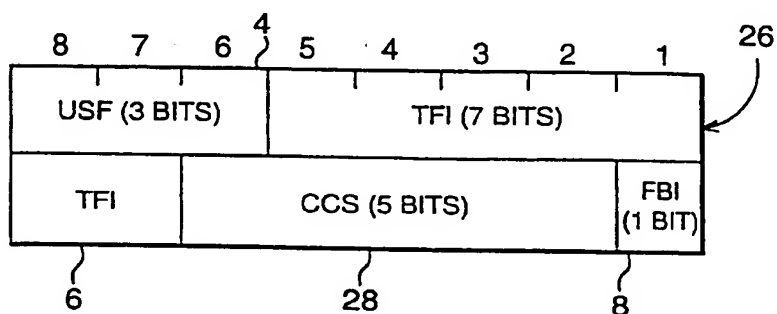 8 7 6 4 5 4 3 2 1 26
USF (3 BITS) TFI (7 BITS)
TFI CCS (5 BITS) FBI
(1 BIT)
6 28 8